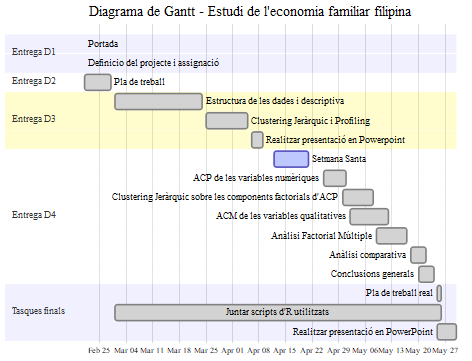 Diagrama de Gantt - Estudi de l'economia familiar filipina
Entrega D1
Portada
Definicio del projecte i assignació
Entrega D2
Pla de treball
Entrega D3
Estructura de les dades i descriptiva
Clustering Jeràrquic i Profiling
Realitzar presentació en Powerpoint
Entrega D4
Setmana Santa
ACP de les variables numèriques
Clustering Jeràrquic sobre les components factorials d'ACP
ACM de les variables qualitatives
Anàlisi Factorial Múltiple
Anàlisi comparativa
Conclusions generals
Tasques finals
Pla de treball real
Juntar scripts d'R utilitzats
Realitzar presentació en PowerPoint
Feb 25 Mar 04 Mar 11 Mar 18 Mar 25 Apr 01 Apr 08 Apr 15 Apr 22 Apr 29 May 06 May 13 May 20 May 27